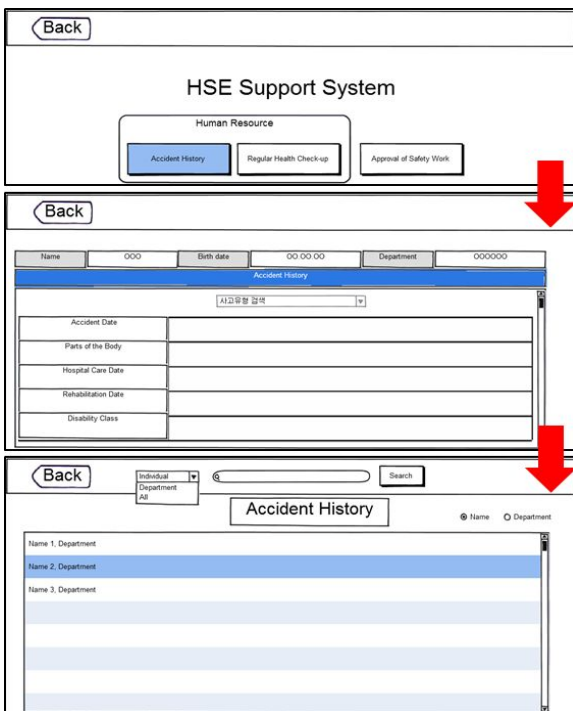 Back
HSE Support System
Human Resource
Accident History
Regular Health Check-up
Approval of Safety Work
Back
Name OOO Birth date OO.OO.OO Department OOOOOO
Accident History
사고유형 검색
Accident Date
Parts of the Body
Hospital Care Date
Rehabilitation Date
Disability Class
Back
Individual
Search
Department
All
Accident History
Name Department
Name 1, Department
Name 2, Department
Name 3, Department